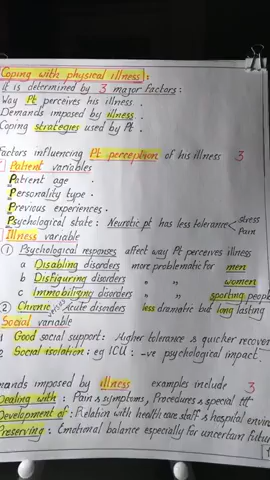 Coping with physical illness :
it is determined by 3 major factors :
Way Pt perceives his illness .
Demands imposed by illness .
Coping strategies used by Pt .
Factors influencing Pt perception of his illness 3
Patient variables
Patient age
Personality type .
Previous experiences .
Psychological state : Neurotic pt has less tolerance < stress
Pain
Illness variable
① Psychological responses affect way Pt perceives illness
a Disabling disorders more problematic for men
b Disfiguring disorders " " women
c Immobilizing disorders " " sporting people
② Chronic Acute disorders less dramatic but long lasting
Social variable
1 Good social support : Higher tolerance & quicker recover
2 Social isolation : eg ICU : -ve psychological impact .
mands imposed by illness examples include 3
Dealing with : Pain & symptoms , Procedures & special ttt
Development of : Relation with healthcare staff & hospital enviro
Preserving : Emotional balance especially for uncertain futur